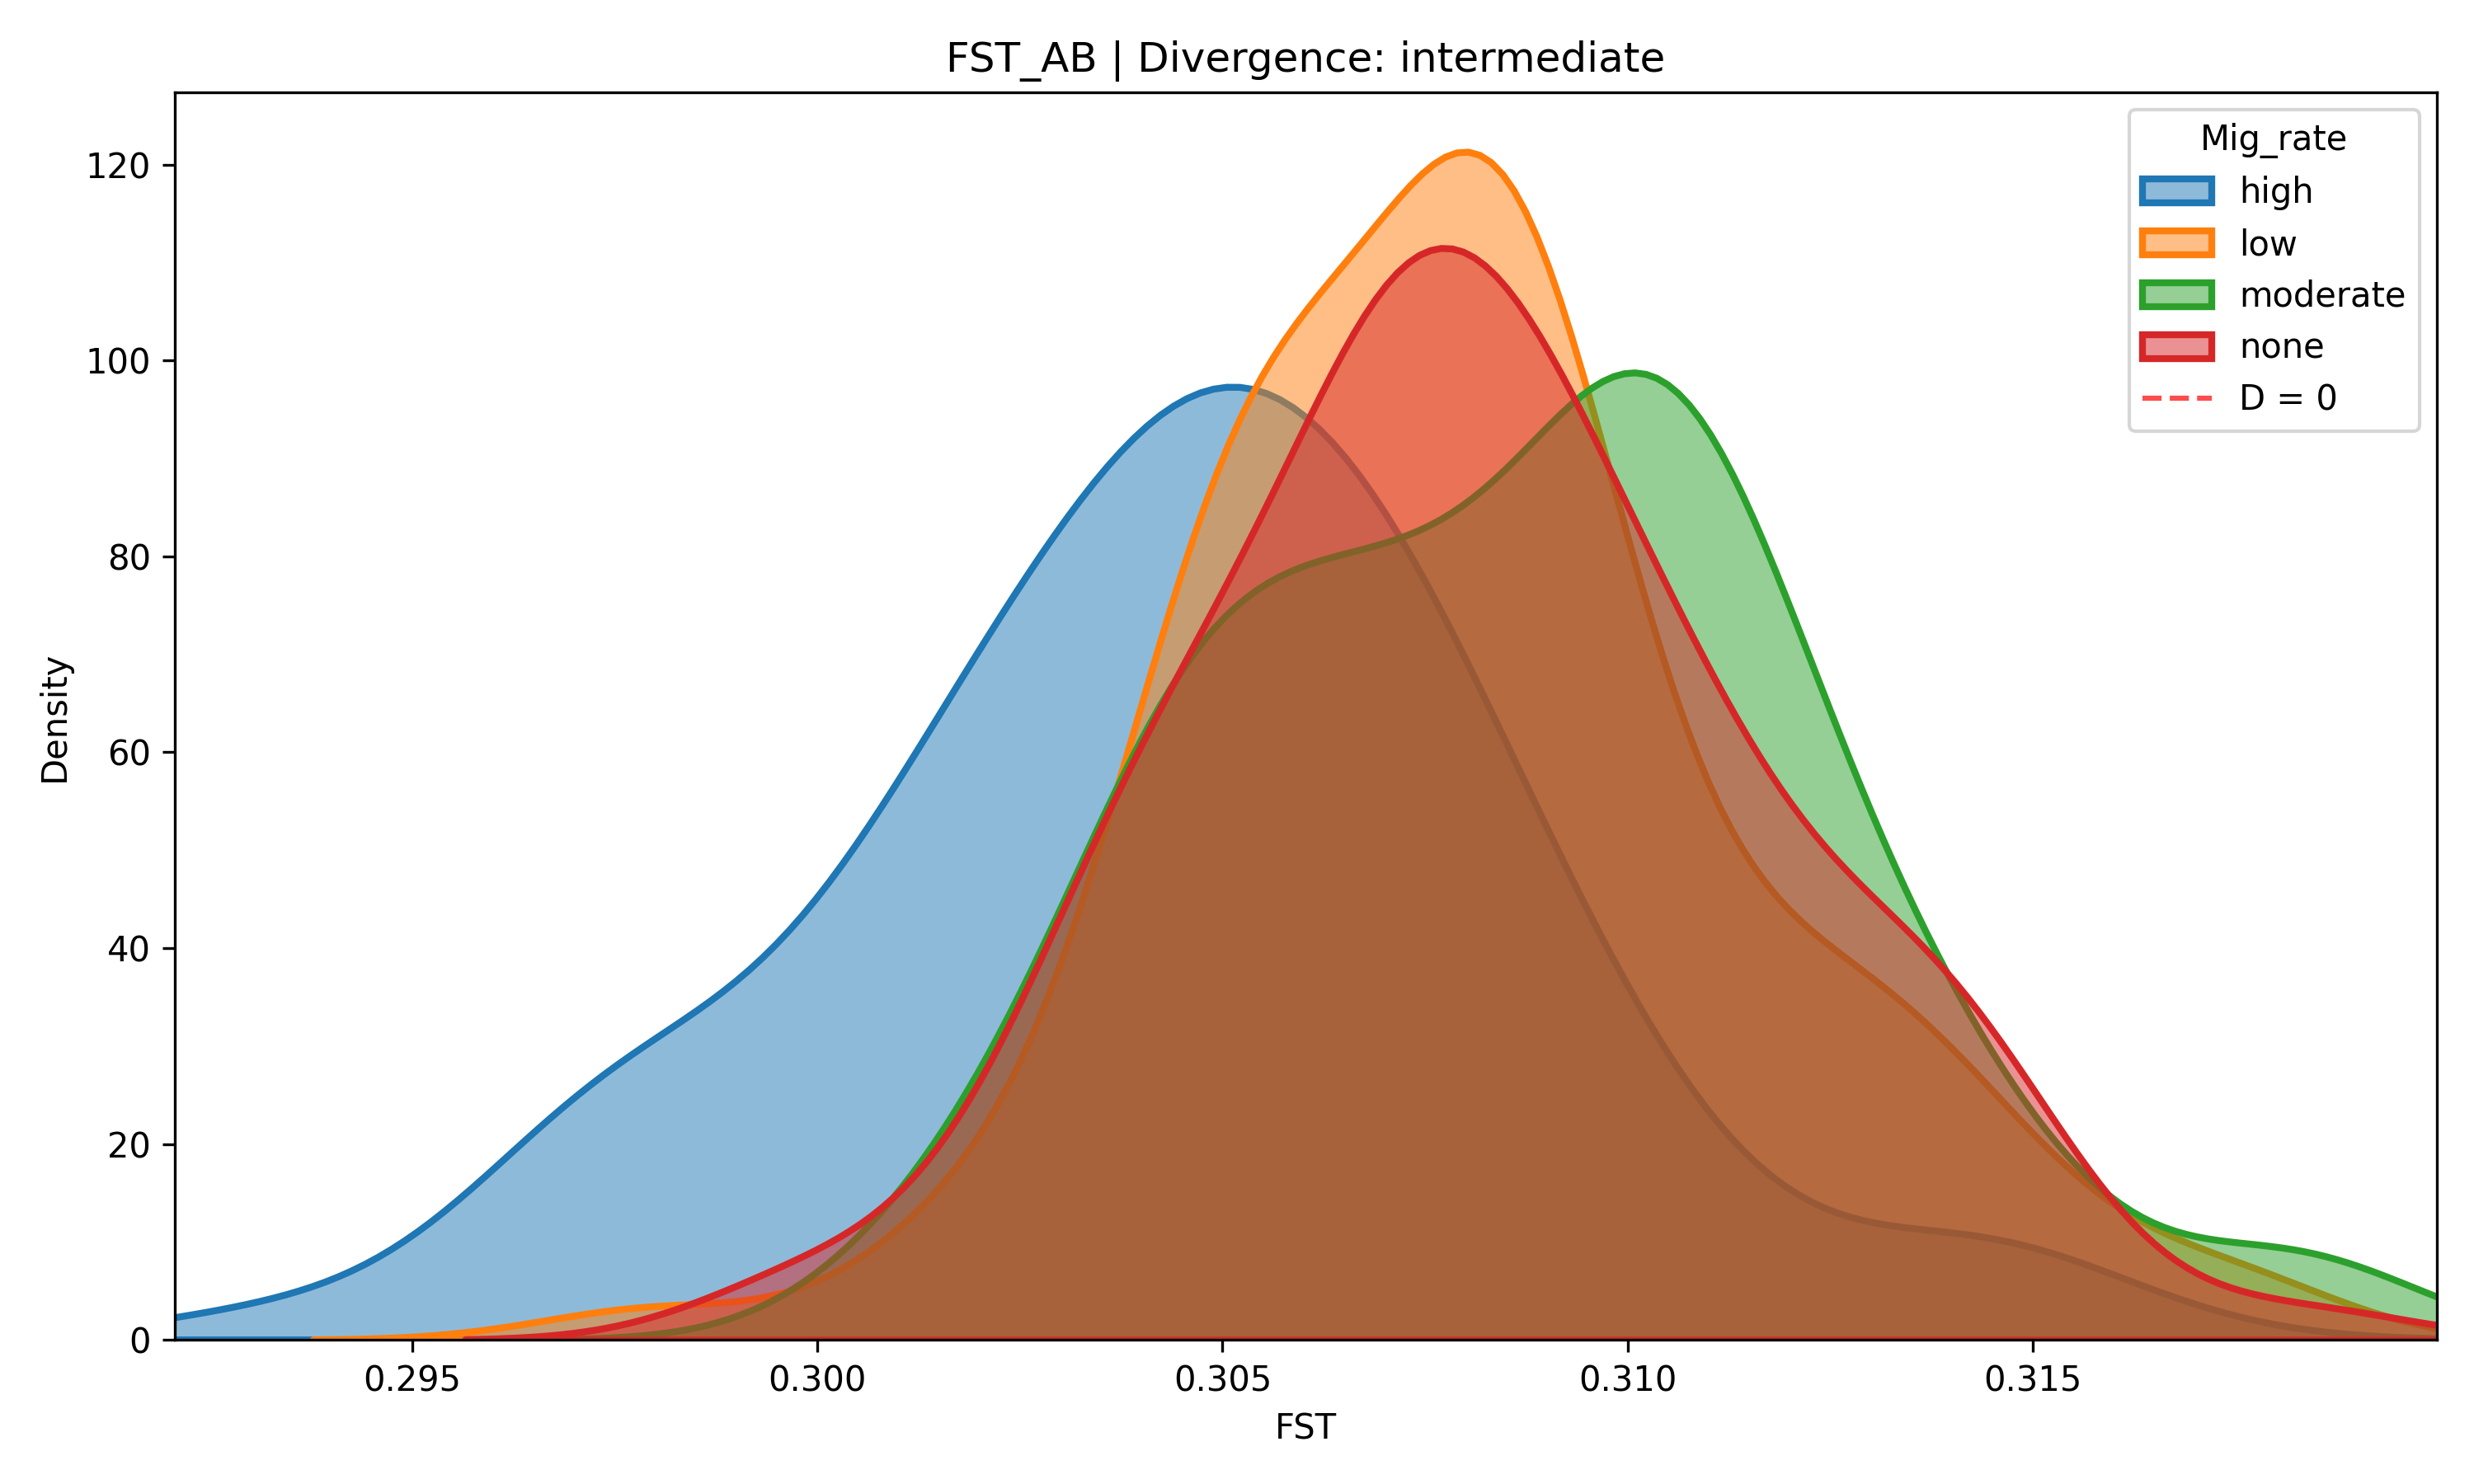 FST_AB | Divergence: intermediate
Mig_rate
high
low
moderate
none
D = 0
Density
120
100
80
60
40
20
0
0.295 0.300 0.305 0.310 0.315
FST